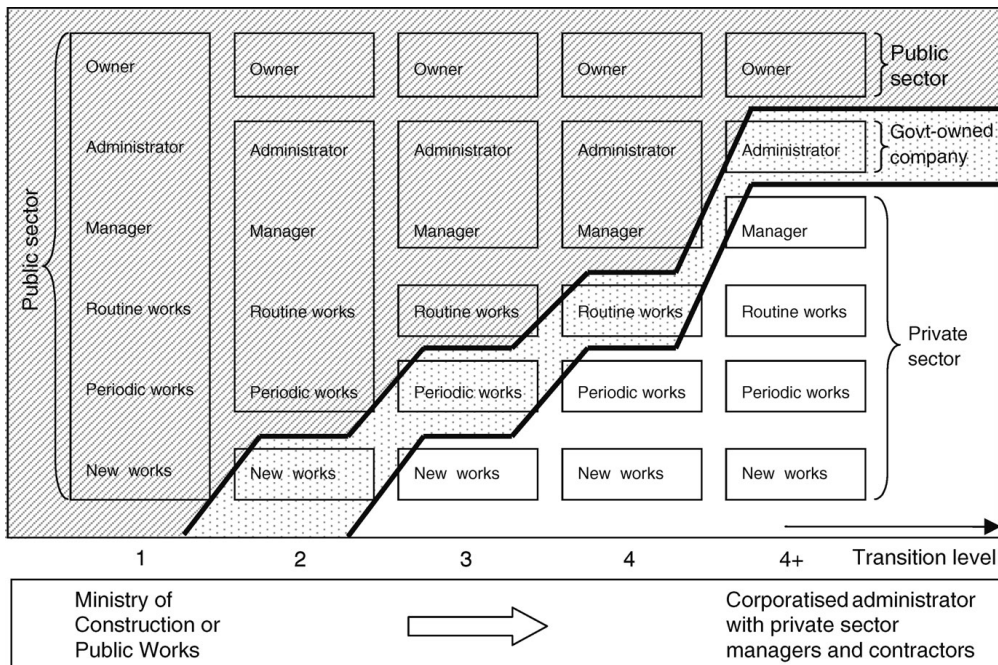 Public sector
Owner
Administrator
Manager
Routine works
Periodic works
New works
Owner
Administrator
Manager
Routine works
Periodic works
New works
Owner
Administrator
Manager
Routine works
Periodic works
New works
Owner
Administrator
Manager
Routine works
Periodic works
New works
Owner
Administrator
Manager
Routine works
Periodic works
New works
Public
sector
Govt-owned
company
Private
sector
1 2 3 4 4+ Transition level
Ministry of
Construction or
Public Works
Corporatised administrator
with private sector
managers and contractors